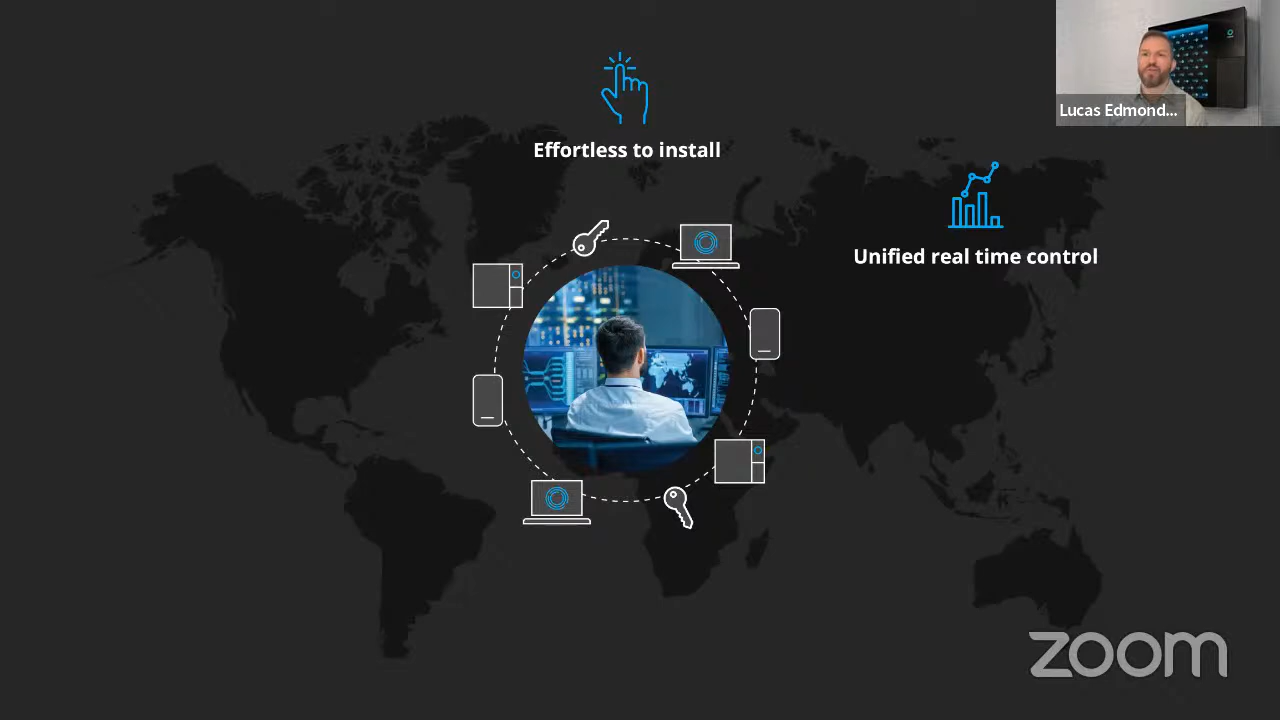 Effortless to install
Lucas Edmond...
Unified real time control
zoom